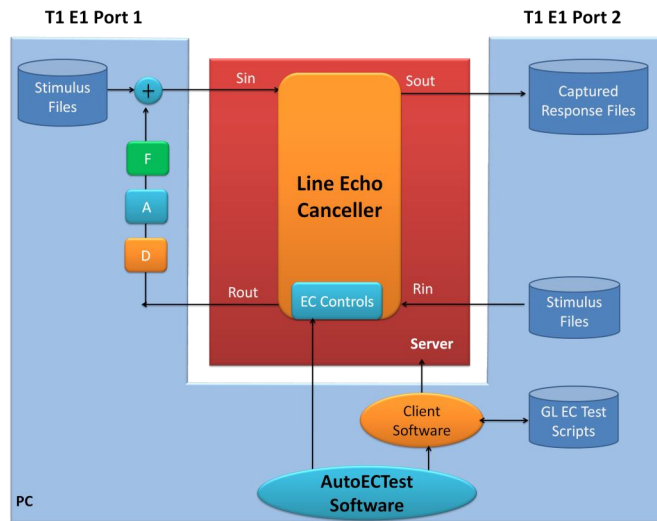 T1 E1 Port 1
T1 E1 Port 2
Stimulus
Files
+
Sin
Sout
Captured
Response Files
F
A
D
Line Echo
Canceller
Rout
EC Controls
Rin
Stimulus
Files
Server
Client
Software
GL EC Test
Scripts
AutoECTest
Software
PC